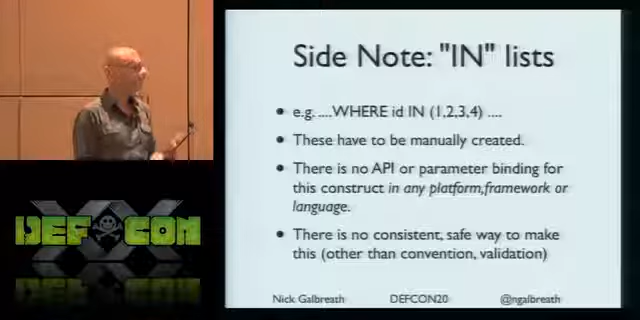 Side Note: "IN" lists
• e.g. ....WHERE id IN (1,2,3,4) ....
• These have to be manually created.
• There is no API or parameter binding for
this construct in any platform,framework or
language.
• There is no consistent, safe way to make
this (other than convention, validation)
Nick Galbreath DEFCON20 @ngalbreath
DEFCON
XX